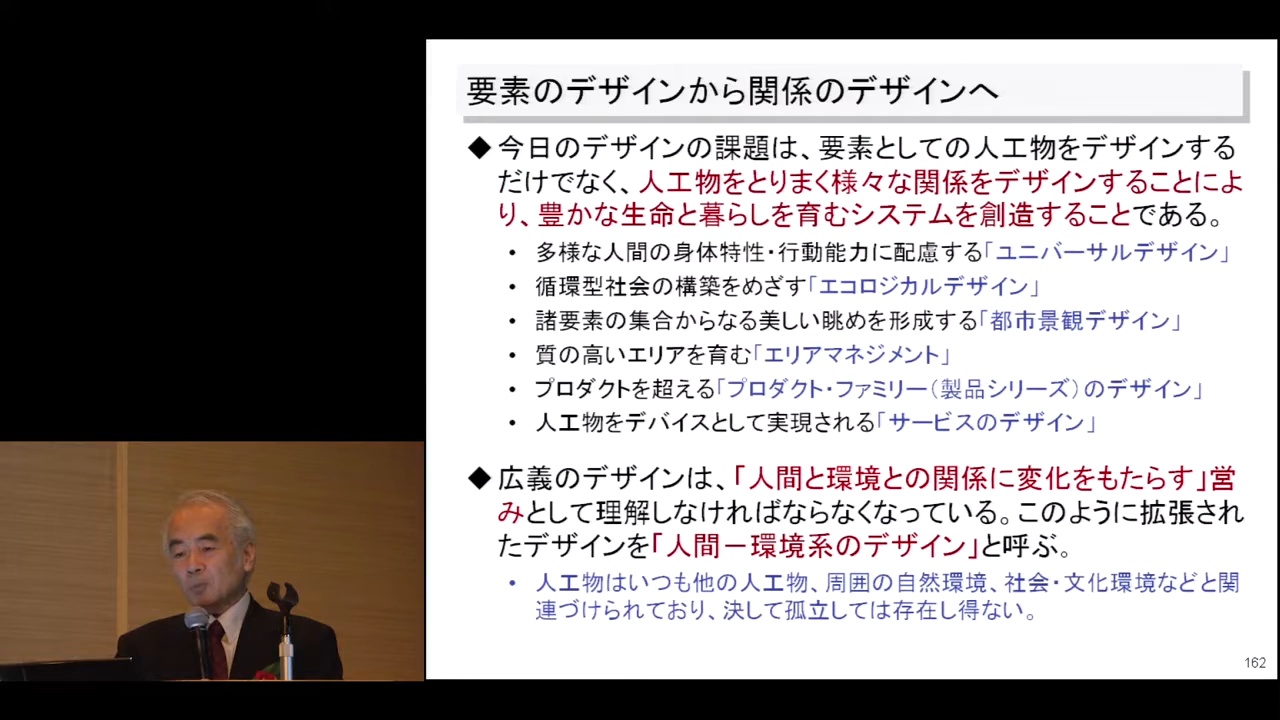 要素のデザインから関係のデザインへ
◆今日のデザインの課題は、要素としての人工物をデザインする
だけでなく、人工物をとりまく様々な関係をデザインすることによ
り、豊かな生命と暮らしを育むシステムを創造することである。
• 多様な人間の身体特性・行動能力に配慮する「ユニバーサルデザイン」
• 循環型社会の構築をめざす「エコロジカルデザイン」
• 諸要素の集合からなる美しい眺めを形成する「都市景観デザイン」
• 質の高いエリアを育む「エリアマネジメント」
• プロダクトを超える「プロダクト・ファミリー（製品シリーズ）のデザイン」
• 人工物をデバイスとして実現される「サービスのデザイン」
◆広義のデザインは、「人間と環境との関係に変化をもたらす」営
みとして理解しなければならなくなっている。このように拡張され
たデザインを「人間－環境系のデザイン」と呼ぶ。
• 人工物はいつも他の人工物、周囲の自然環境、社会・文化環境などと関
連づけられており、決して孤立しては存在し得ない。
162